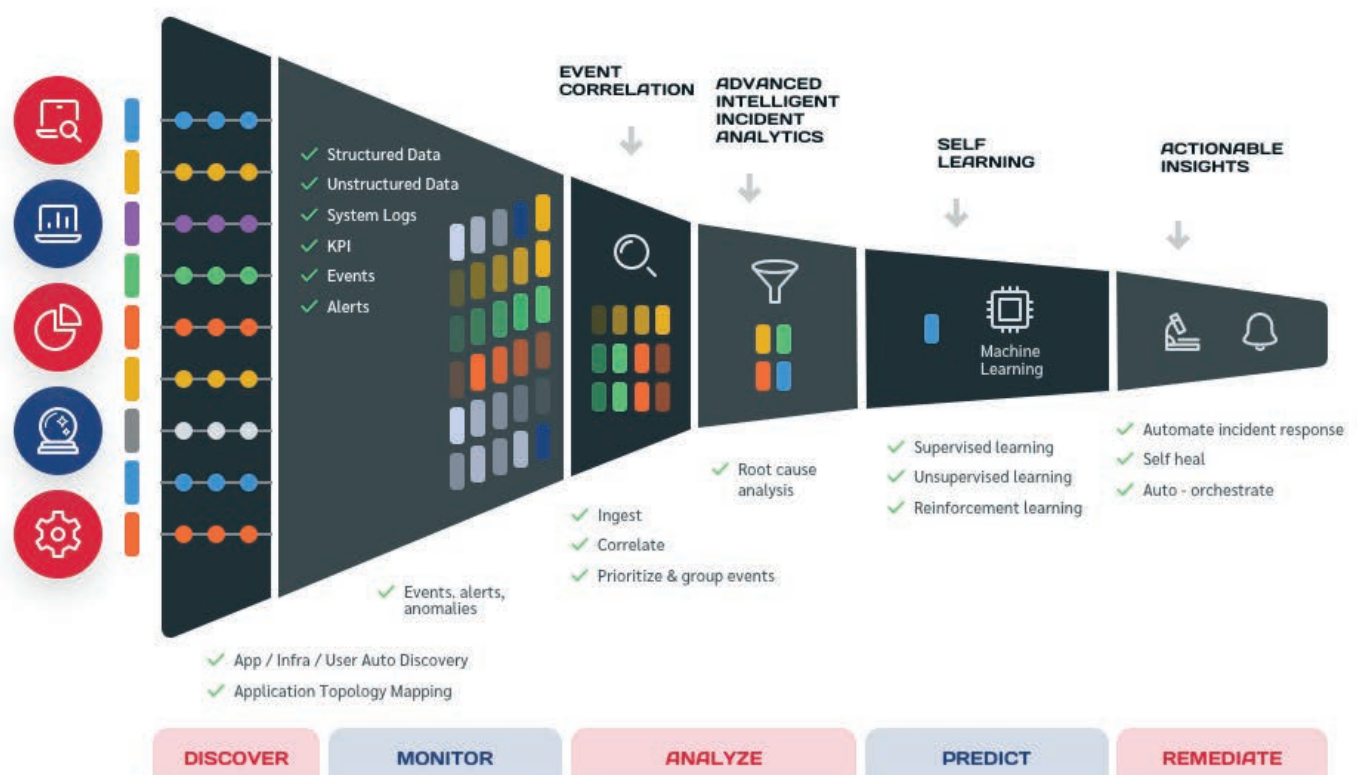 EVENT
CORRELATION
ADVANCED
INTELLIGENT
INCIDENT
ANALYTICS
SELF
LEARNING
ACTIONABLE
INSIGHTS
Structured Data
Unstructured Data
System Logs
KPI
Events
Alerts
Machine
Learning
Events. alerts,
anomalies
App / Infra / User Auto Discovery
Application Topology Mapping
Ingest
Correlate
Prioritize & group events
Root cause
analysis
Supervised learning
Unsupervised learning
Reinforcement learning
Automate incident response
Self heal
Auto - orchestrate
DISCOVER
MONITOR
ANALYZE
PREDICT
REMEDIATE